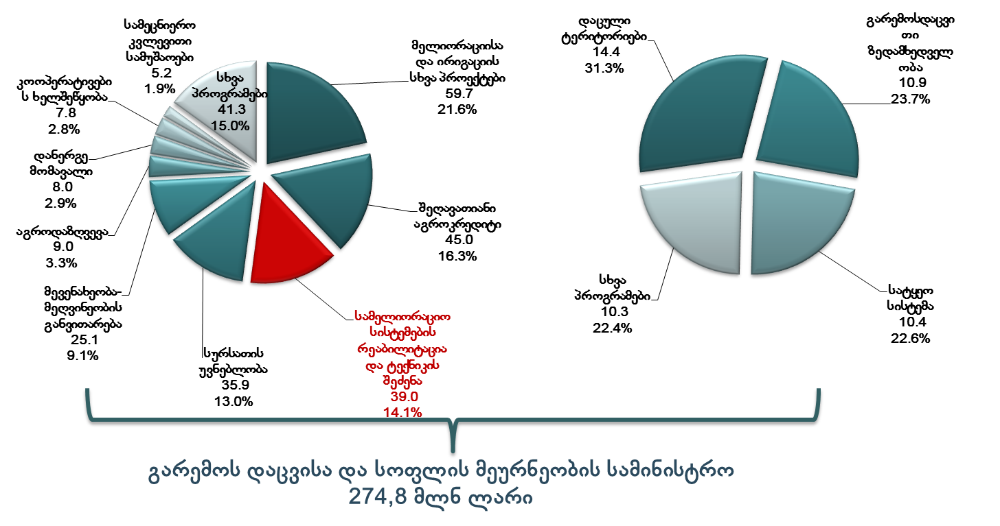 სამეცნიერო
კვლევითი
სამუშაოები
5.2
1.9%
სხვა
პროგრამები
41.3
15.0%
მელიორაციისა
და ირიგაციის
სხვა პროექტები
59.7
21.6%
კოოპერატივები
ს ხელშეწყობა
7.8
2.8%
დანერგე
მომავალი
8.0
2.9%
აგროდაზღვევა
9.0
3.3%
მევენახეობა-
მეღვინეობის
განვითარება
25.1
9.1%
სურსათის
უვნებლობა
35.9
13.0%
სამელიორაციო
სისტემების
რეაბილიტაცია
და ტექნიკის
შეძენა
39.0
14.1%
შეღავათიანი
აგროკრედიტი
45.0
16.3%
დაცული
ტერიტორიები
14.4
31.3%
გარემოსდაცვი
თი
ზედამხედველ
ობა
10.9
23.7%
სხვა
პროგრამები
10.3
22.4%
სატყეო
სისტემა
10.4
22.6%
გარემოს დაცვისა და სოფლის მეურნეობის სამინისტრო
274,8 მლნ ლარი